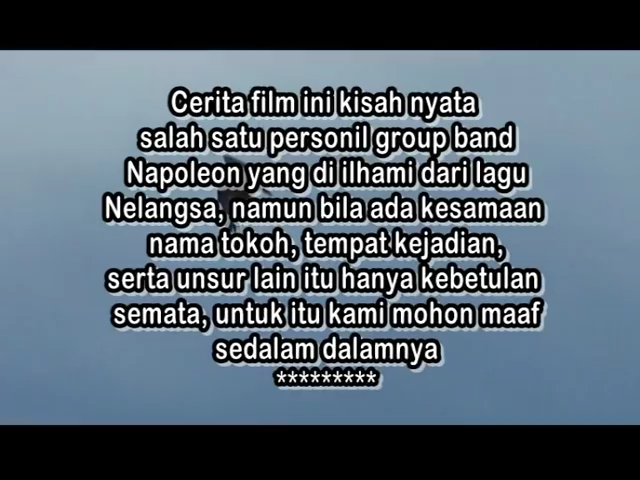 Cerita film ini kisah nyata
salah satu personil group band
Napoleon yang di ilhami dari lagu
Nelangsa, namun bila ada kesamaan
nama tokoh, tempat kejadian,
serta unsur lain itu hanya kebetulan
semata, untuk itu kami mohon maaf
sedalam dalamnya
*********